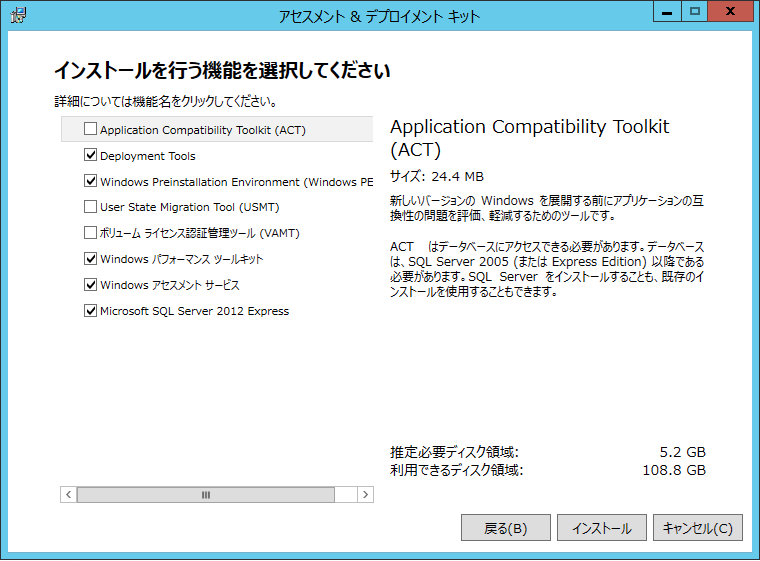 アセスメント & デプロイメント キット
インストールを行う機能を選択してください
詳細については機能名をクリックしてください。
Application Compatibility Toolkit (ACT)
Deployment Tools
Windows Preinstallation Environment (Windows PE
User State Migration Tool (USMT)
ボリューム ライセンス認証管理ツール (VAMT)
Windows パフォーマンス ツールキット
Windows アセスメント サービス
Microsoft SQL Server 2012 Express
Application Compatibility Toolkit
(ACT)
サイズ: 24.4 MB
新しいバージョンの Windows を展開する前にアプリケーションの互
換性の問題を評価、軽減するためのツールです。
ACT はデータベースにアクセスできる必要があります。データベース
は、SQL Server 2005 (または Express Edition) 以降である
必要があります。SQL Server をインストールすることも、既存のイ
ンストールを使用することもできます。
推定必要ディスク領域: 5.2 GB
利用できるディスク領域: 108.8 GB
戻る(B) インストール キャンセル(C)